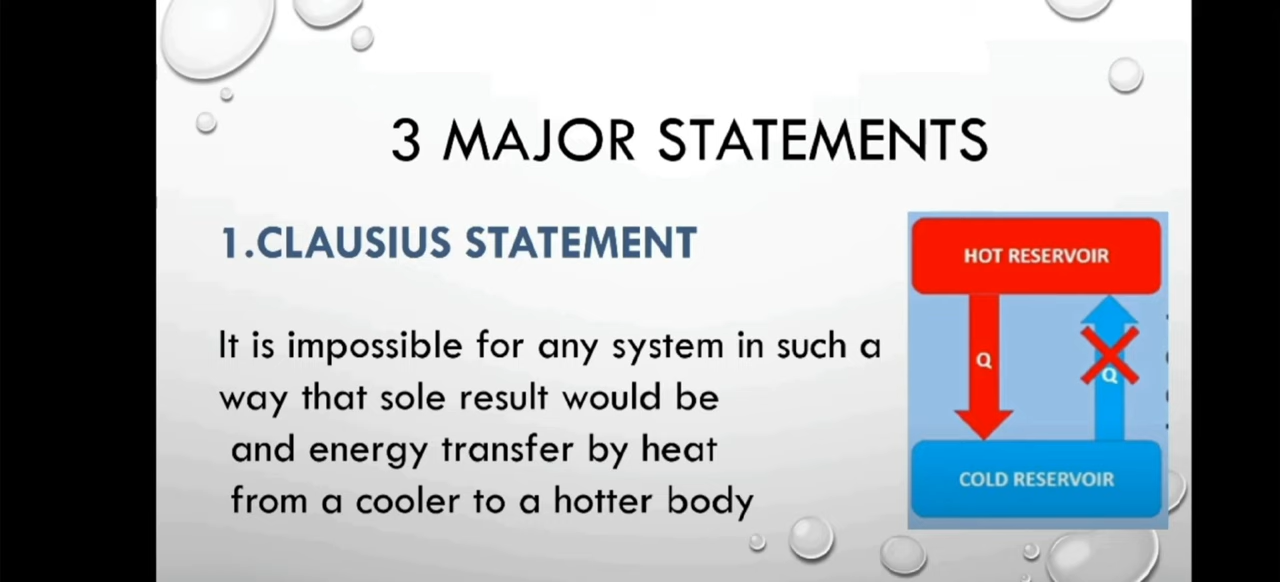 3 MAJOR STATEMENTS
1.CLAUSIUS STATEMENT
It is impossible for any system in such a
way that sole result would be
and energy transfer by heat
from a cooler to a hotter body
HOT RESERVOIR
Q
Q
COLD RESERVOIR